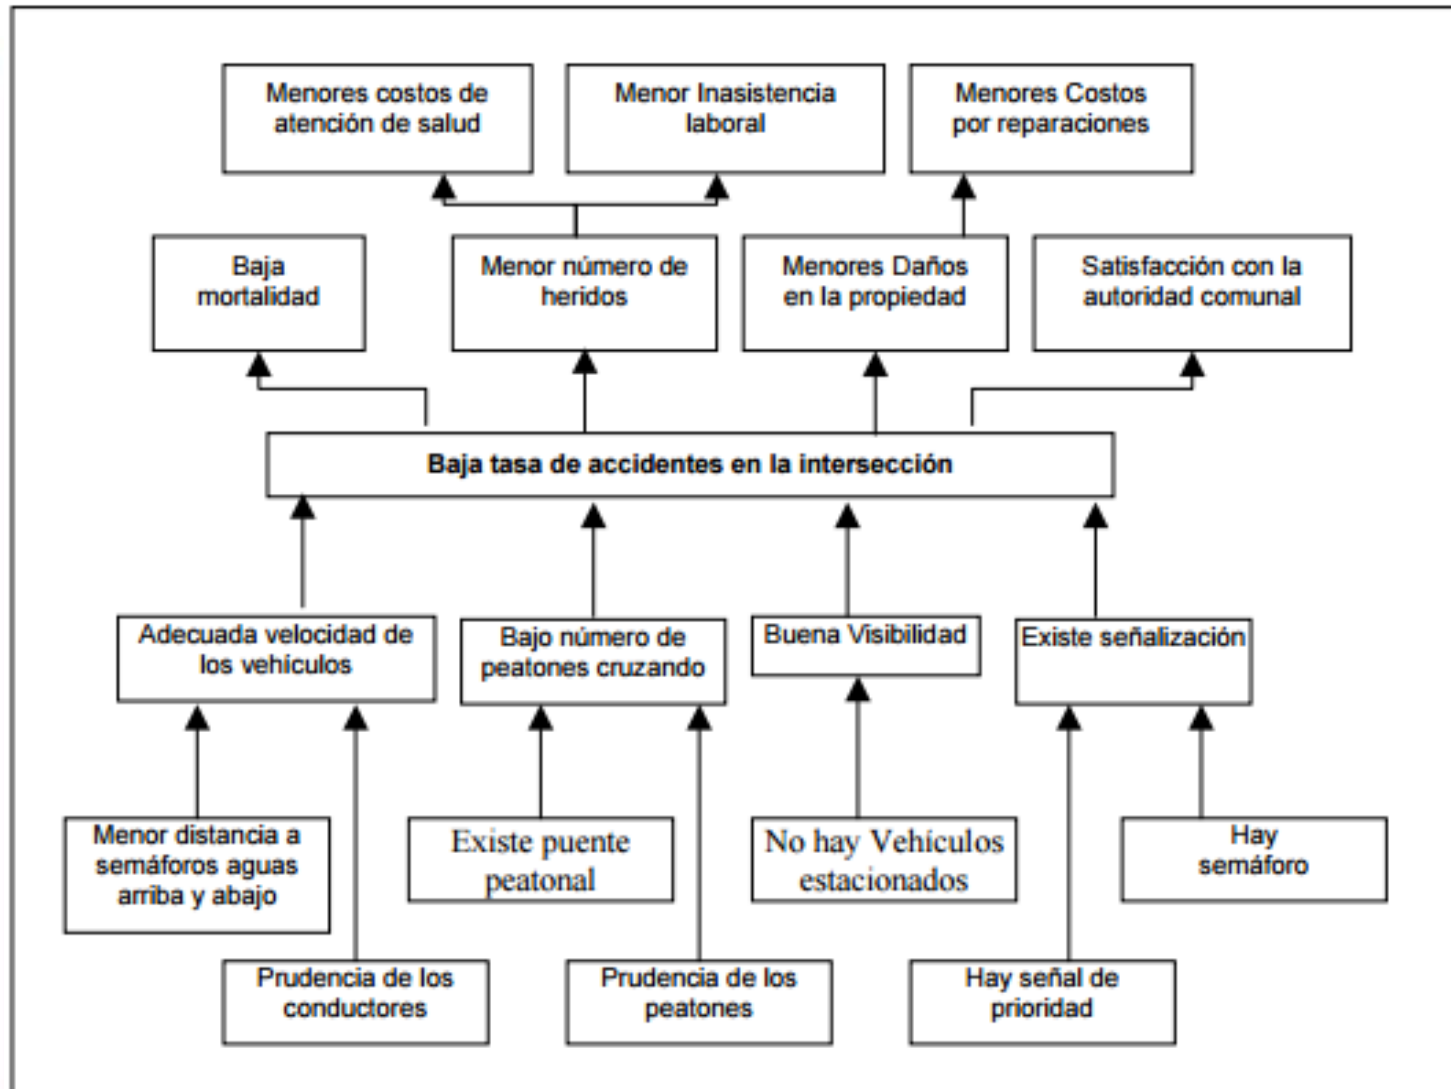 Menores costos de
atención de salud
Menor Inasistencia
laboral
Menores Costos
por reparaciones
Baja
mortalidad
Menor número de
heridos
Menores Daños
en la propiedad
Satisfacción con la
autoridad comunal
Baja tasa de accidentes en la intersección
Adecuada velocidad de
los vehículos
Bajo número de
peatones cruzando
Buena Visibilidad
Existe señalización
Menor distancia a
semáforos aguas
arriba y abajo
Existe puente
peatonal
No hay Vehículos
estacionados
Hay
semáforo
Prudencia de los
conductores
Prudencia de los
peatones
Hay señal de
prioridad